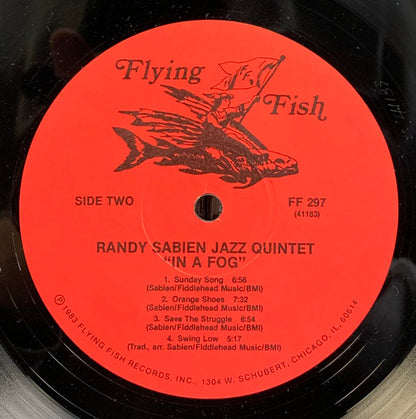 Flying
Fish
SIDE TWO
FF 297
(41183)
RANDY SABIEN JAZZ QUINTET
"IN A FOG"
1. Sunday Song 6:56
(Sabien/Fiddlehead Music/BMI)
2. Orange Shoes 7:32
(Sabien/Fiddlehead Music/BMI)
3. Save The Struggle 6:54
(Sabien/Fiddlehead Music/BMI)
4. Swing Low 5:17
(Trad., arr. Sabien/Fiddlehead Music/BMI)
℗1983 FLYING FISH RECORDS, INC., 1304 W. SCHUBERT, CHICAGO, IL. 60614